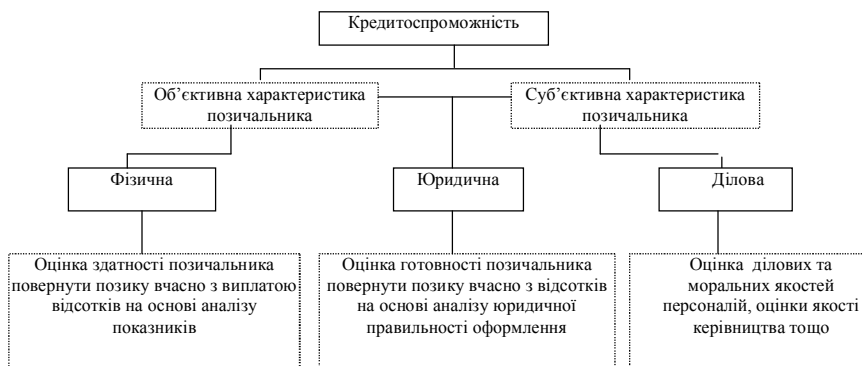 Кредитоспроможність
Об’єктивна характеристика
позичальника
Суб’єктивна характеристика
позичальника
Фізична
Юридична
Ділова
Оцінка здатності позичальника
повернути позику вчасно з виплатою
відсотків на основі аналізу
показників
Оцінка готовності позичальника
повернути позику вчасно з відсотків
на основі аналізу юридичної
правильності оформлення
Оцінка ділових та
моральних якостей
персоналій, оцінки якості
керівництва тощо